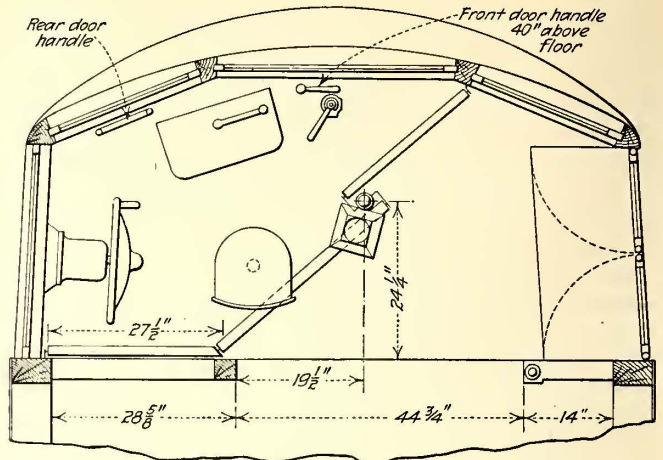 Rear door
handle
Front door handle
40" above
floor
24 1/4"
27 1/2"
19 1/2"
28 5/8"
44 3/4"
14"